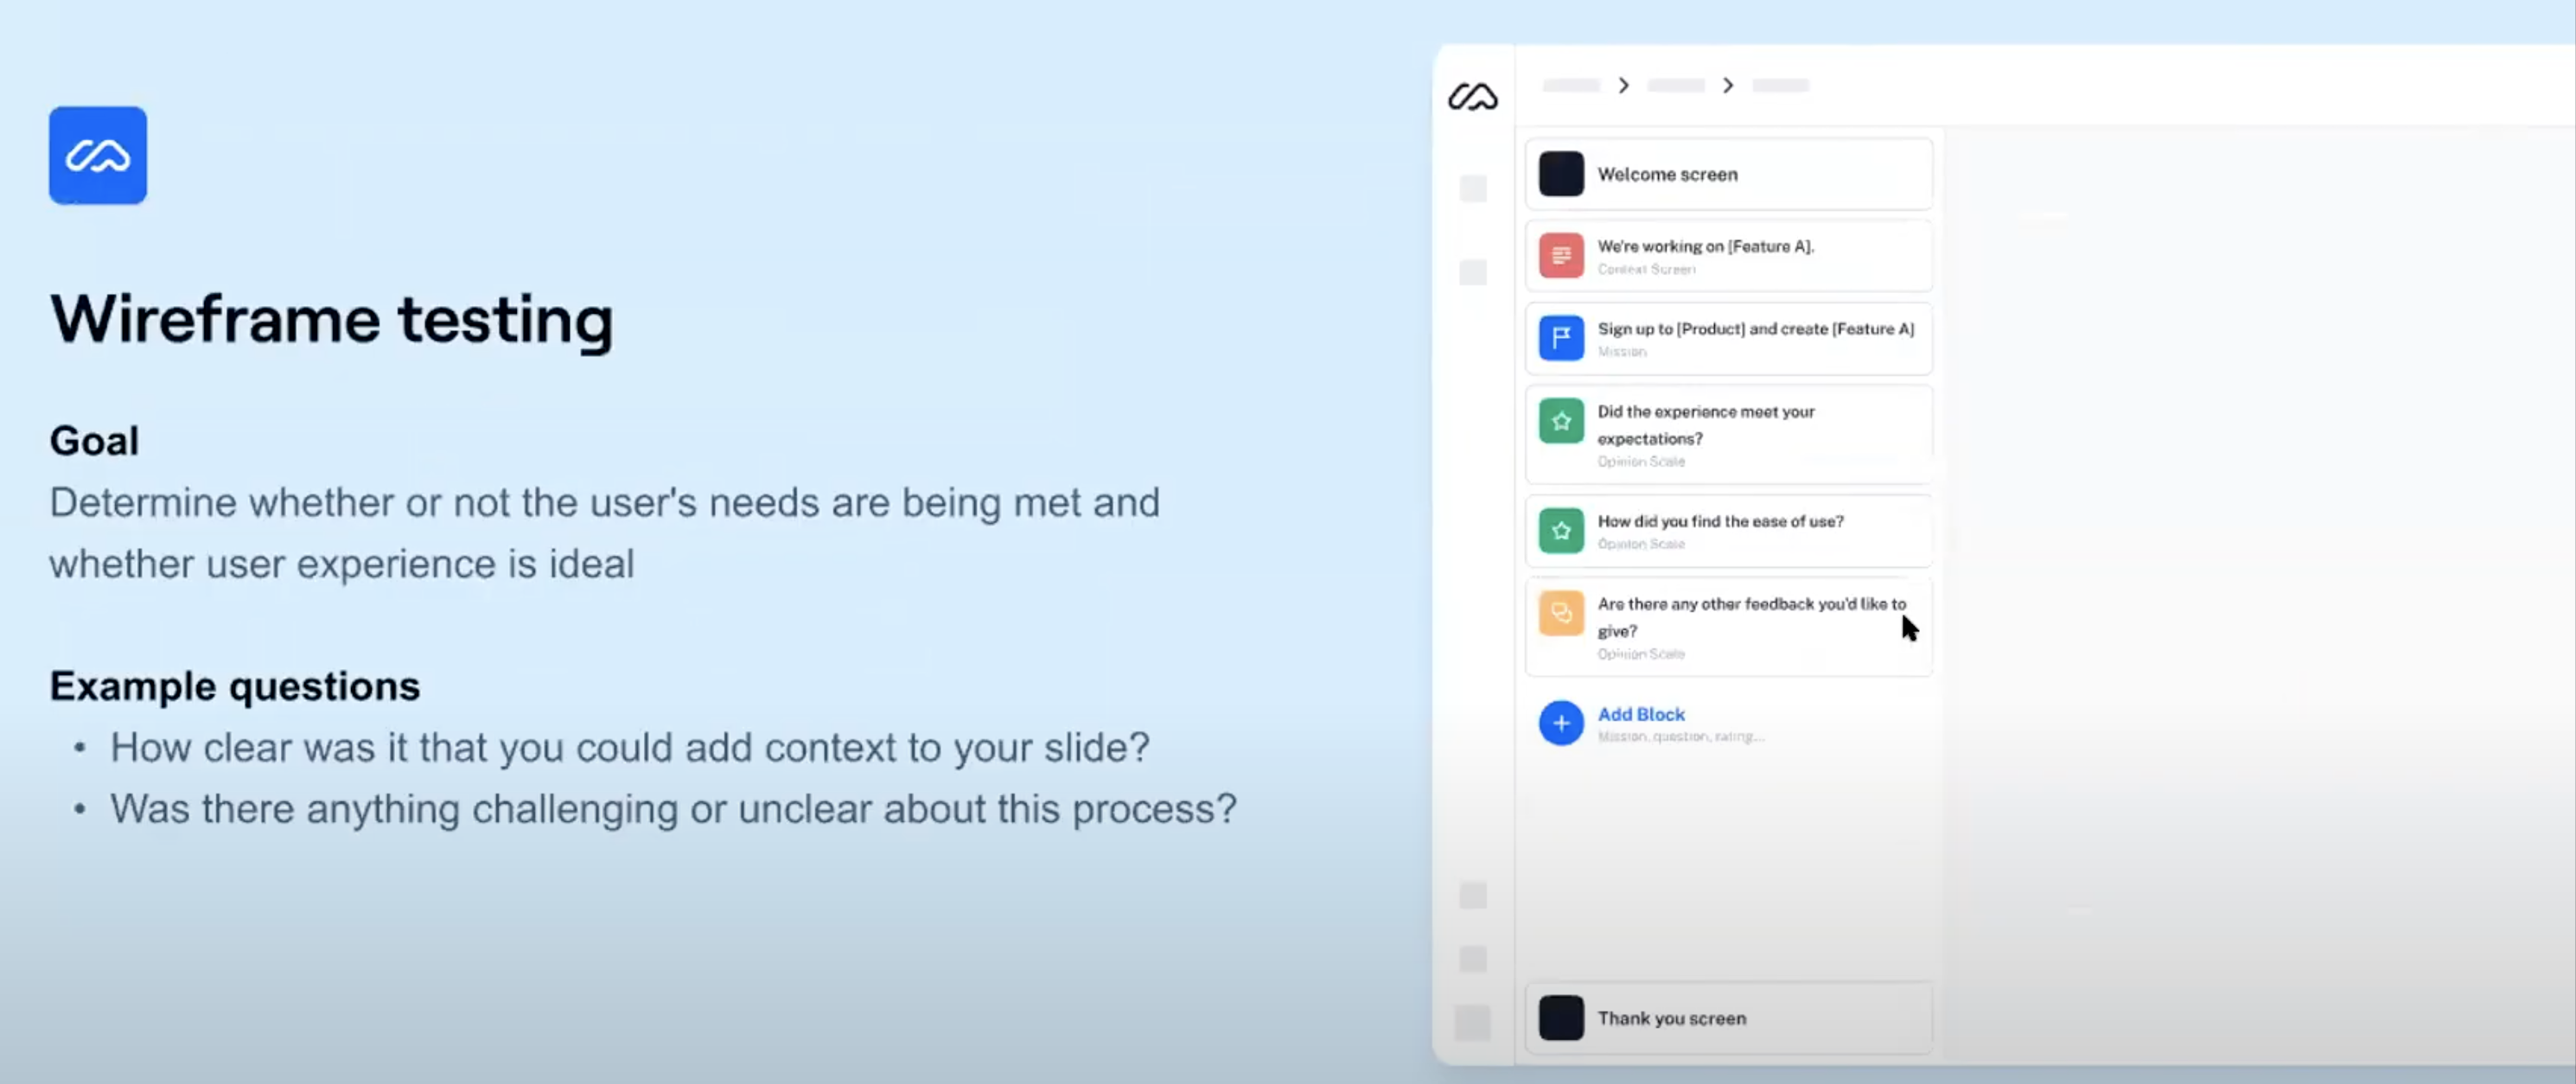 Wireframe testing
Goal
Determine whether or not the user's needs are being met and
whether user experience is ideal
Example questions
• How clear was it that you could add context to your slide?
• Was there anything challenging or unclear about this process?
Welcome screen
We're working on [Feature A].
Context Screen
Sign up to [Product] and create [Feature A]
Mission
Did the experience meet your
expectations?
Opinion Scale
How did you find the ease of use?
Opinion Scale
Are there any other feedback you'd like to
give?
Opinion Scale
Add Block
Mission, question, rating...
Thank you screen